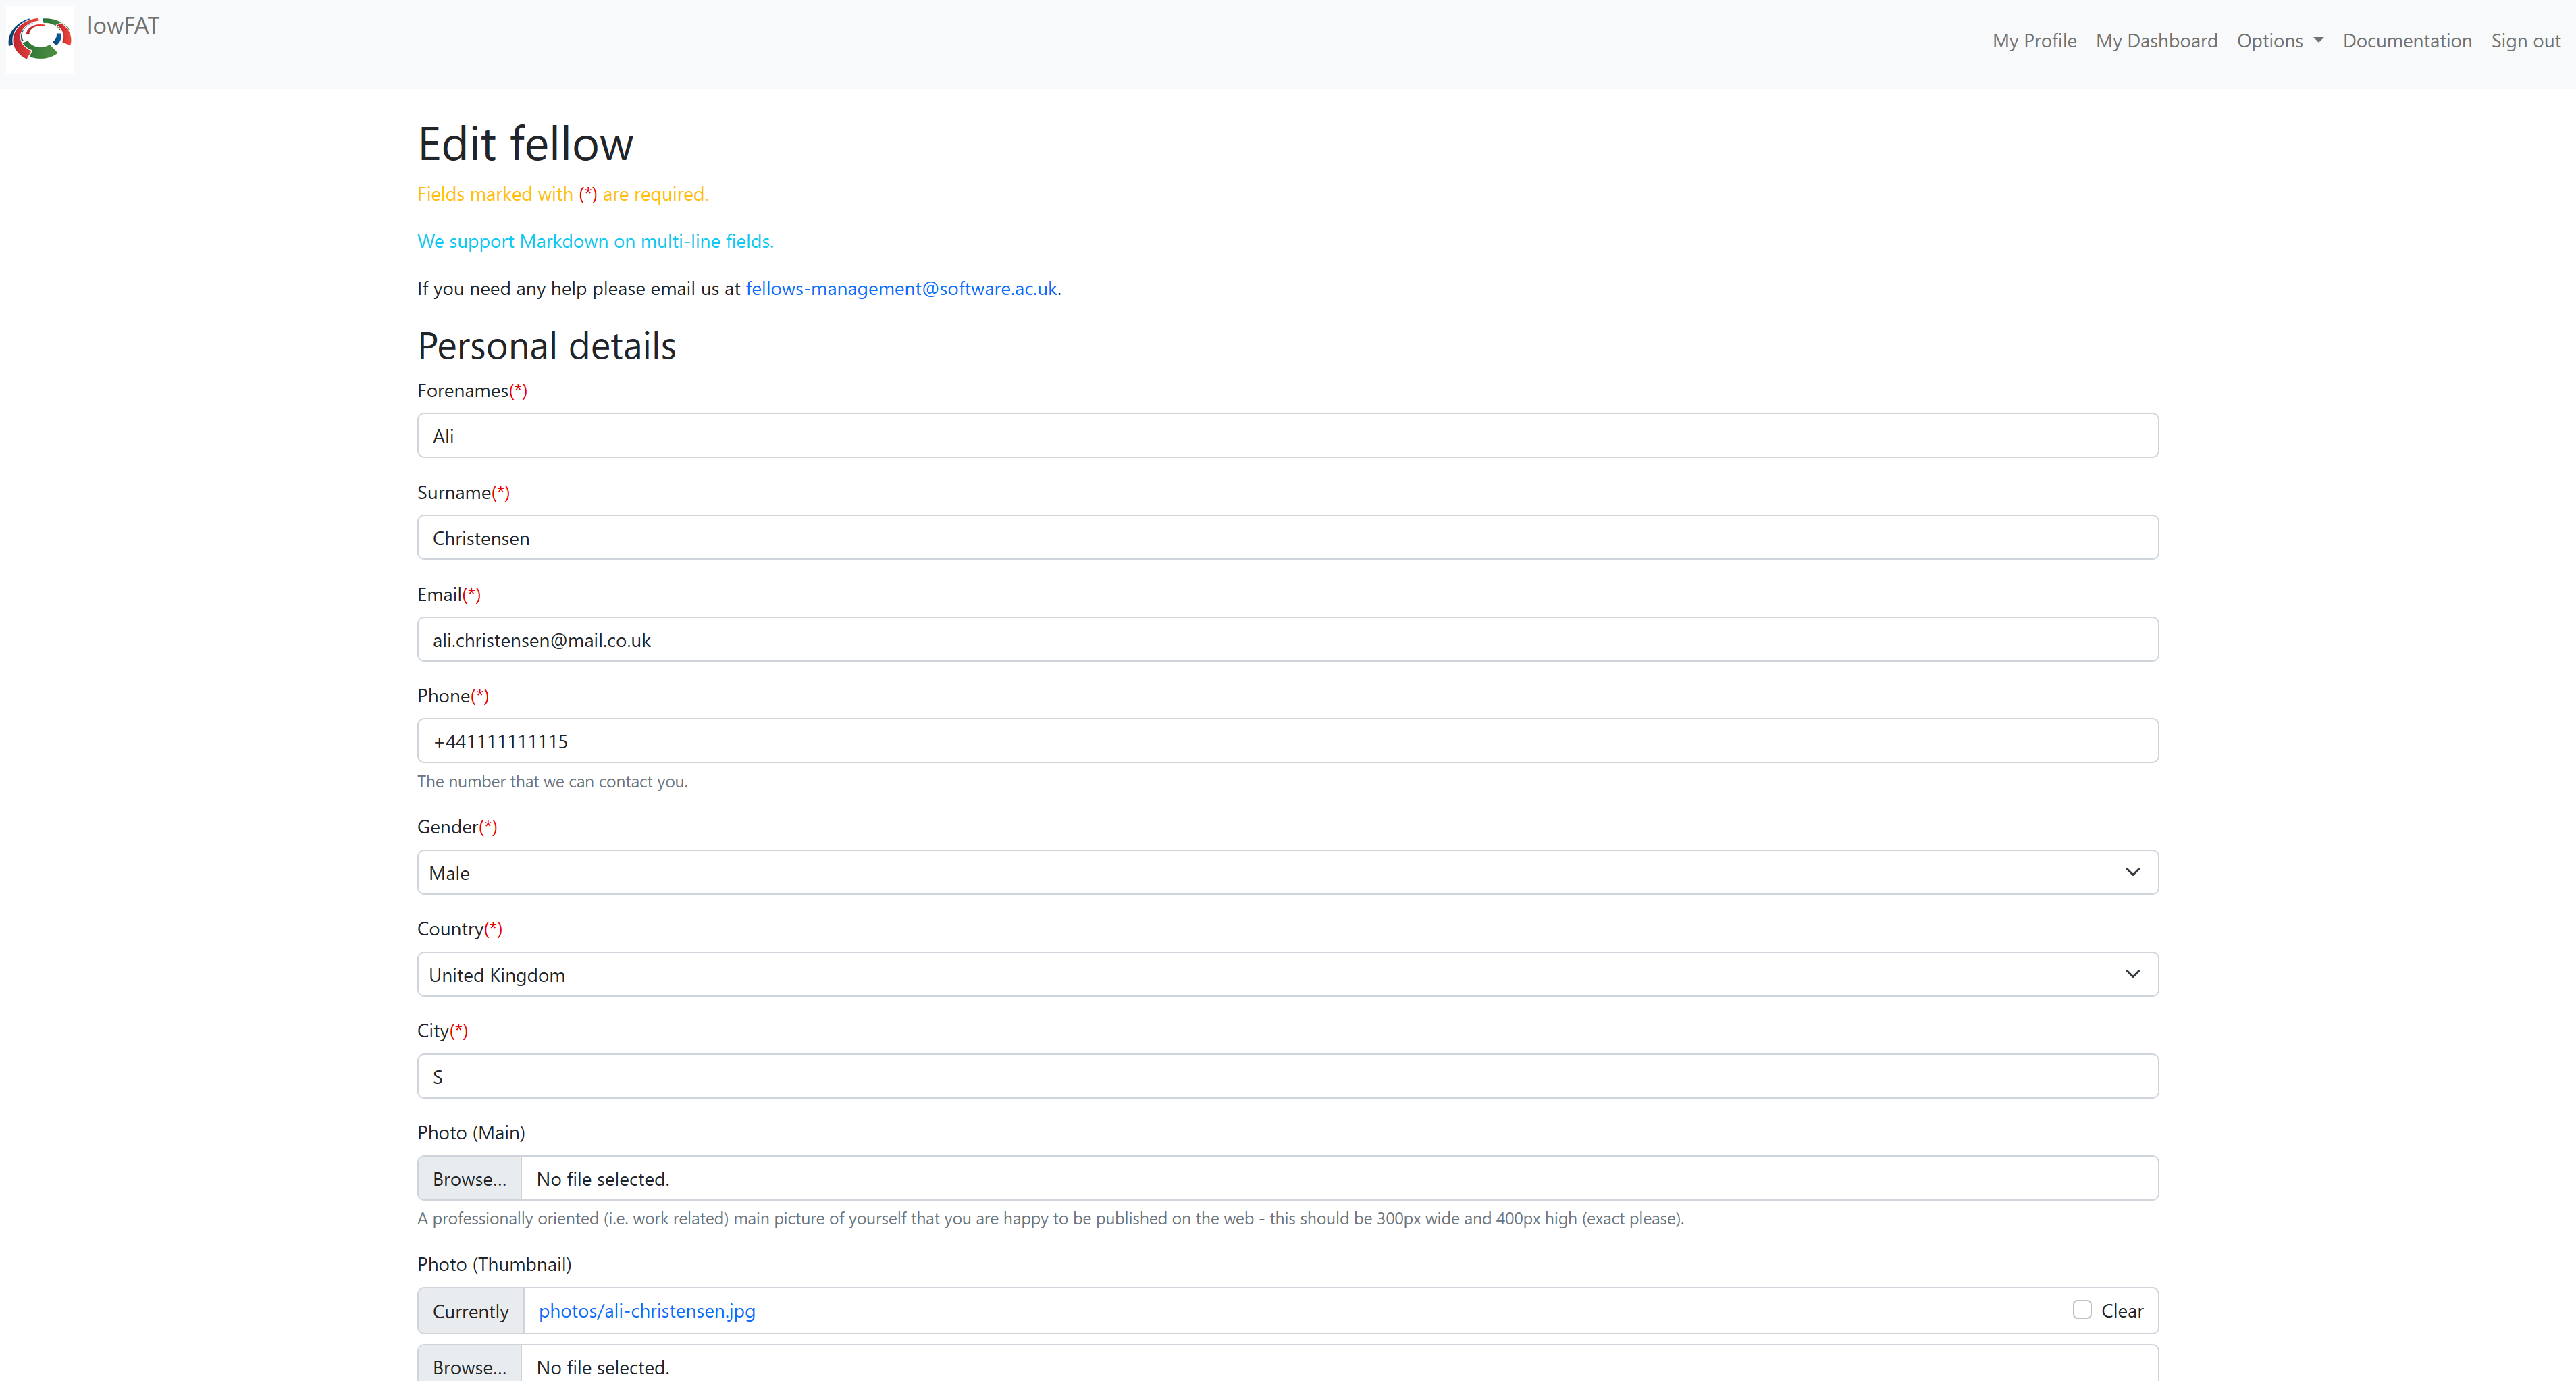 lowFAT
My Profile My Dashboard Options Documentation Sign out
Edit fellow
Fields marked with (*) are required.
We support Markdown on multi-line fields.
If you need any help please email us at fellows-management@software.ac.uk.
Personal details
Forenames(*)
Ali
Surname(*)
Christensen
Email(*)
ali.christensen@mail.co.uk
Phone(*)
+441111111115
The number that we can contact you.
Gender(*)
Male
Country(*)
United Kingdom
City(*)
S
Photo (Main)
Browse... No file selected.
A professionally oriented (i.e. work related) main picture of yourself that you are happy to be published on the web - this should be 300px wide and 400px high (exact please).
Photo (Thumbnail)
Currently photos/ali-christensen.jpg Clear
Browse... No file selected.